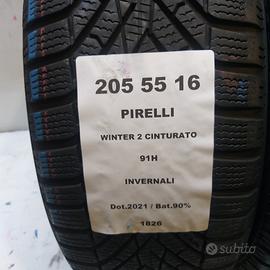 205 55 16
PIRELLI
WINTER 2 CINTURATO
91H
INVERNALI
Dot.2021 / Bat.90%
1826
subito